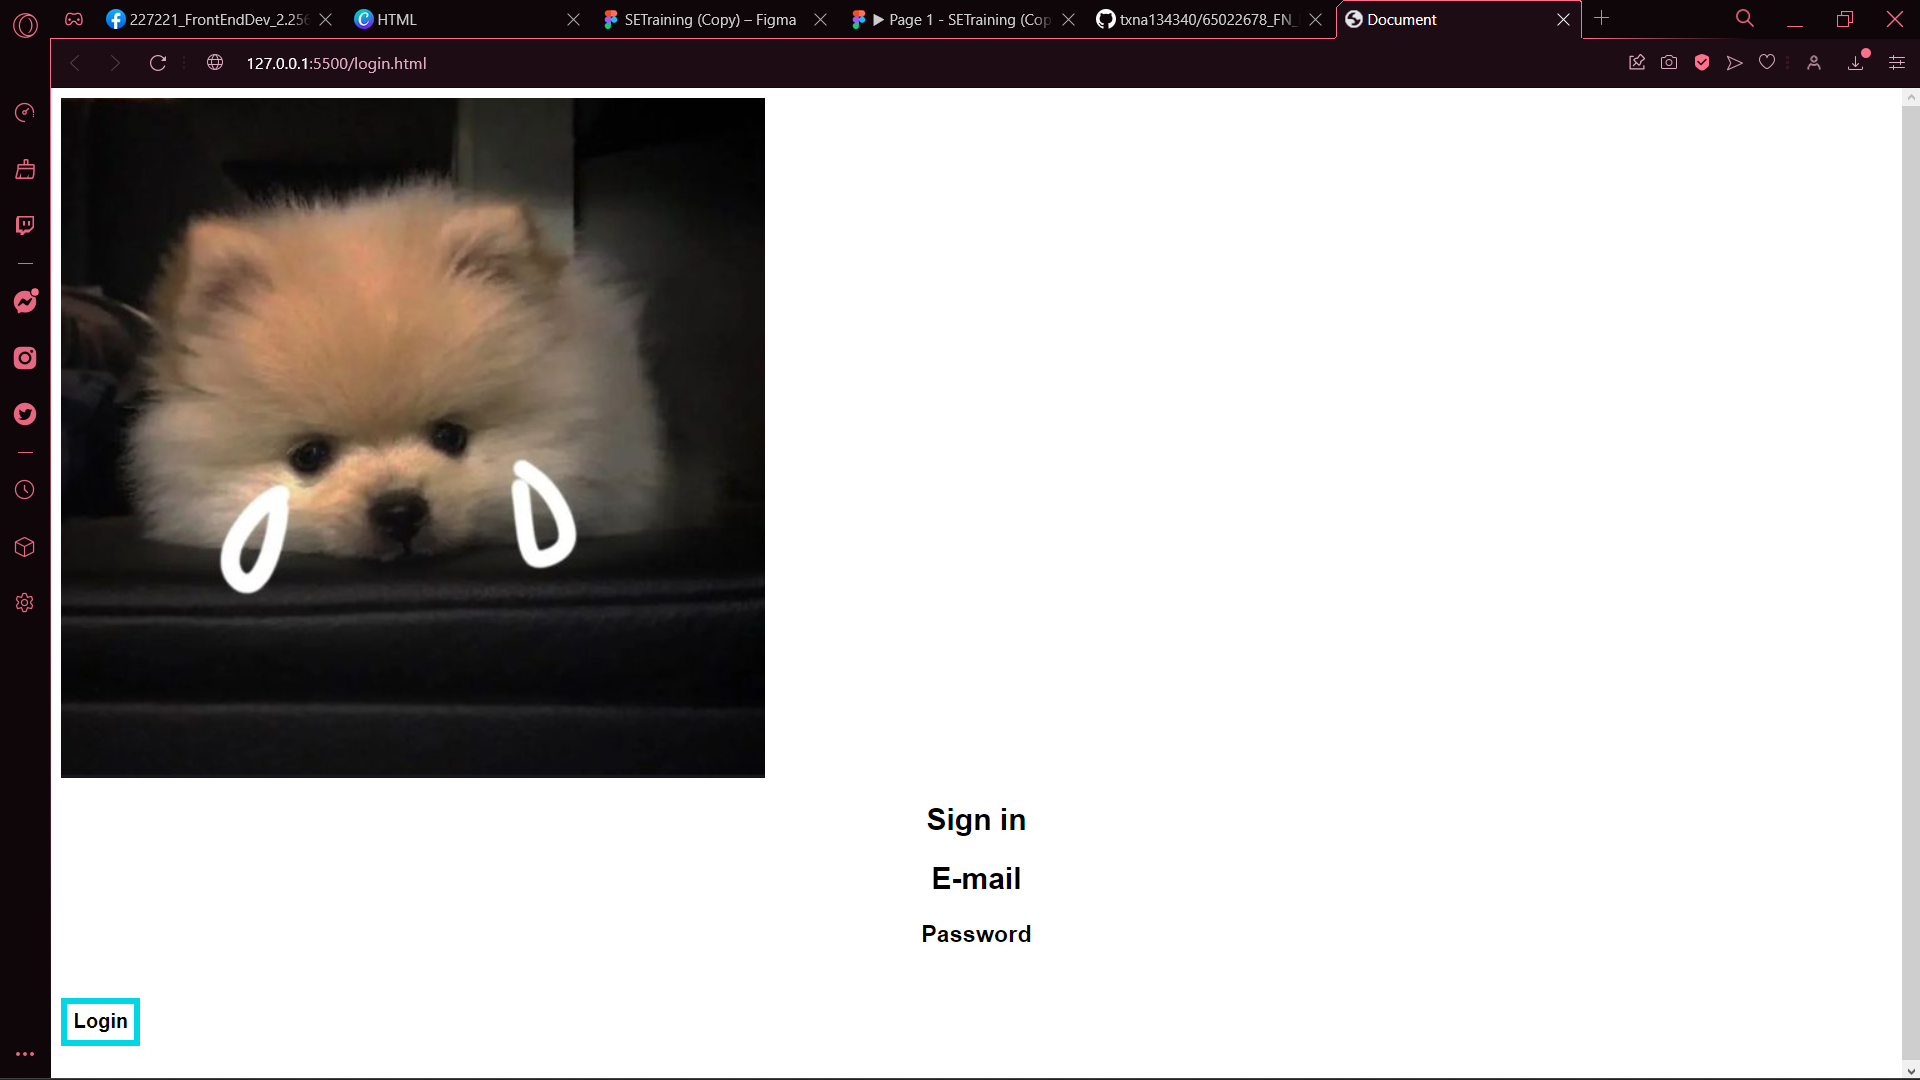 227221_FrontEndDev_2.256
HTML
SETraining (Copy) – Figma
▶ Page 1 - SETraining (Cop
txna134340/65022678_FN_
Document
127.0.0.1:5500/login.html
Sign in
E-mail
Password
Login